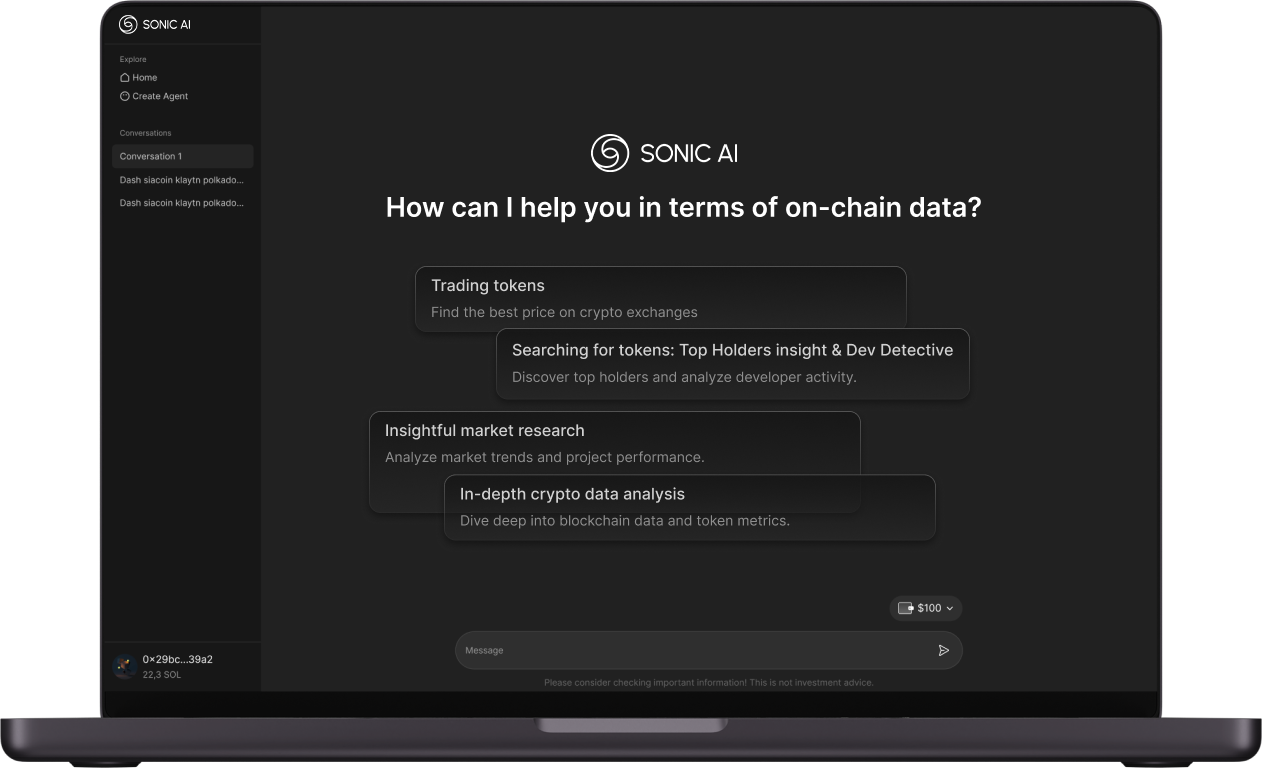 SONIC AI
Explore
Home
Create Agent
Conversations
Conversation 1
Dash siacoin klaytn polkado...
Dash siacoin klaytn polkado...
0x29bc...39a2
22,3 SOL
SONIC AI
How can I help you in terms of on-chain data?
Trading tokens
Find the best price on crypto exchanges
Searching for tokens: Top Holders insight & Dev Detective
Discover top holders and analyze developer activity.
Insightful market research
Analyze market trends and project performance.
In-depth crypto data analysis
Dive deep into blockchain data and token metrics.
$100
Message
Please consider checking important information! This is not investment advice.